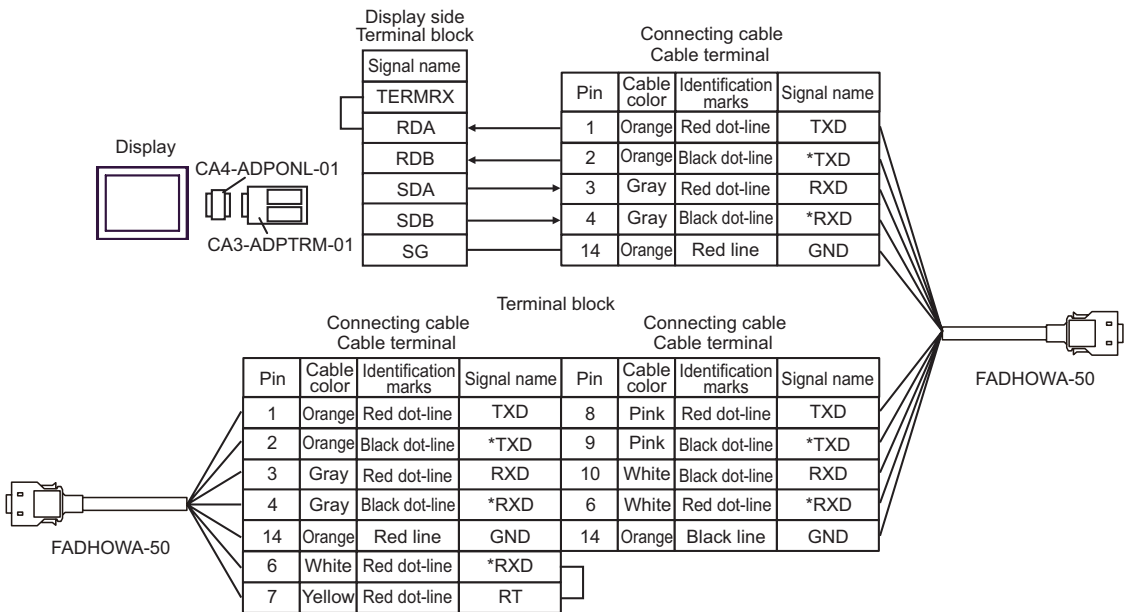 Display side
Terminal block
Signal name
TERMRX
RDA
RDB
SDA
SDB
SG
Display
CA4-ADPONL-01
CA3-ADPTRM-01
Connecting cable
Cable terminal
Pin Cable color Identification marks Signal name
1 Orange Red dot-line TXD
2 Orange Black dot-line *TXD
3 Gray Red dot-line RXD
4 Gray Black dot-line *RXD
14 Orange Red line GND
FADHOWA-50
Terminal block
Connecting cable
Cable terminal
Pin Cable color Identification marks Signal name
1 Orange Red dot-line TXD
2 Orange Black dot-line *TXD
3 Gray Red dot-line RXD
4 Gray Black dot-line *RXD
14 Orange Red line GND
6 White Red dot-line *RXD
7 Yellow Red dot-line RT
FADHOWA-50
Connecting cable
Cable terminal
Pin Cable color Identification marks Signal name
8 Pink Red dot-line TXD
9 Pink Black dot-line *TXD
10 White Black dot-line RXD
6 White Red dot-line *RXD
14 Orange Black line GND